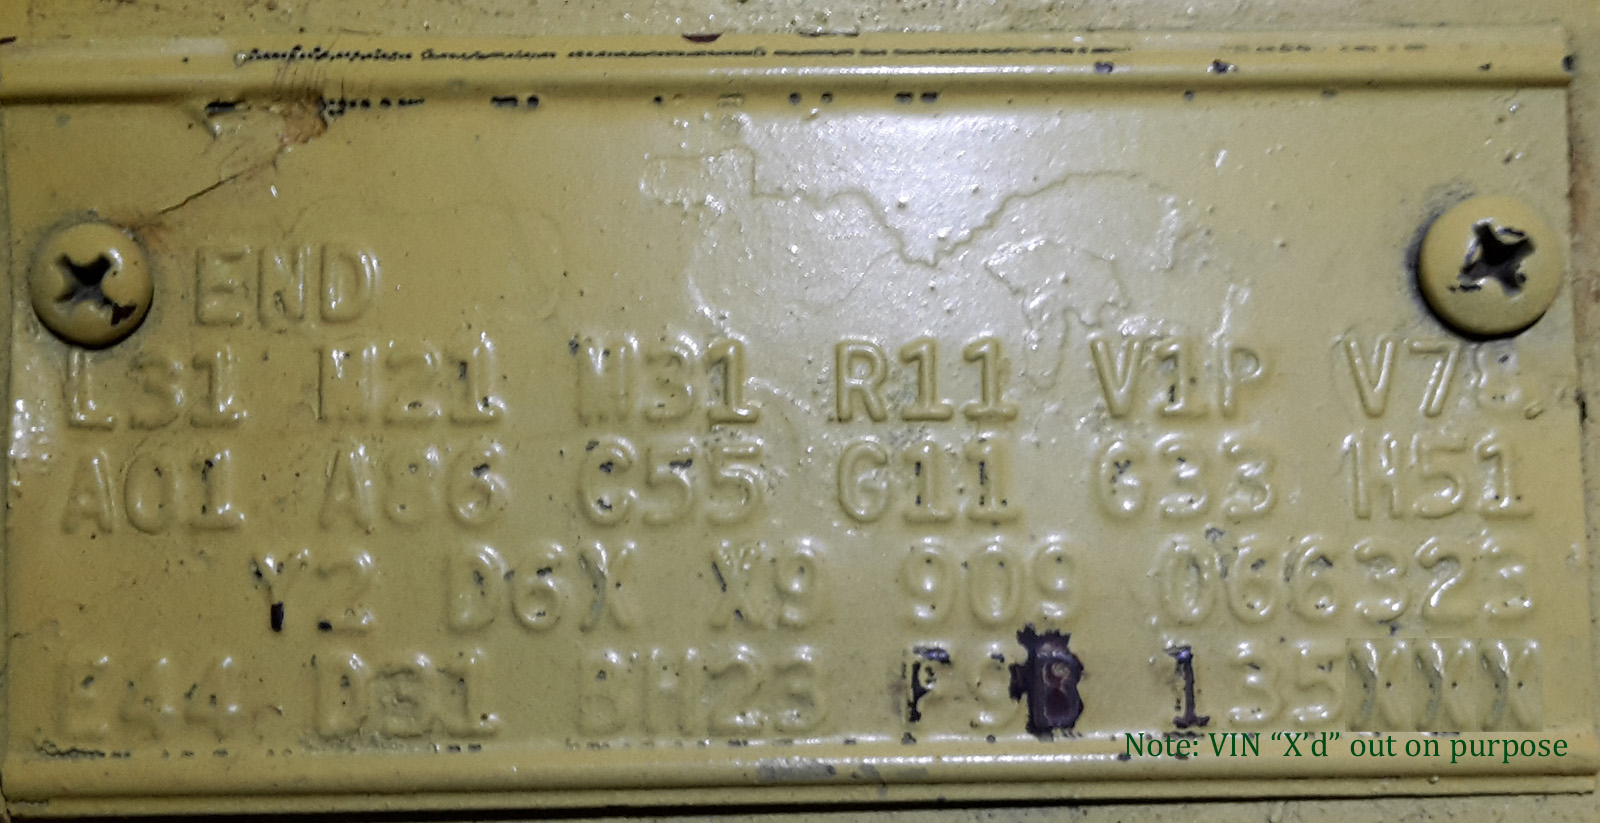 END
L31 M21 M31 R11 V1P
A01 A86 C55 G11 G33 H51
Y2 D6X X9 909 066323
E44 D31 BH23 F9B 135XXX
Note: VIN “X’d” out on purpose